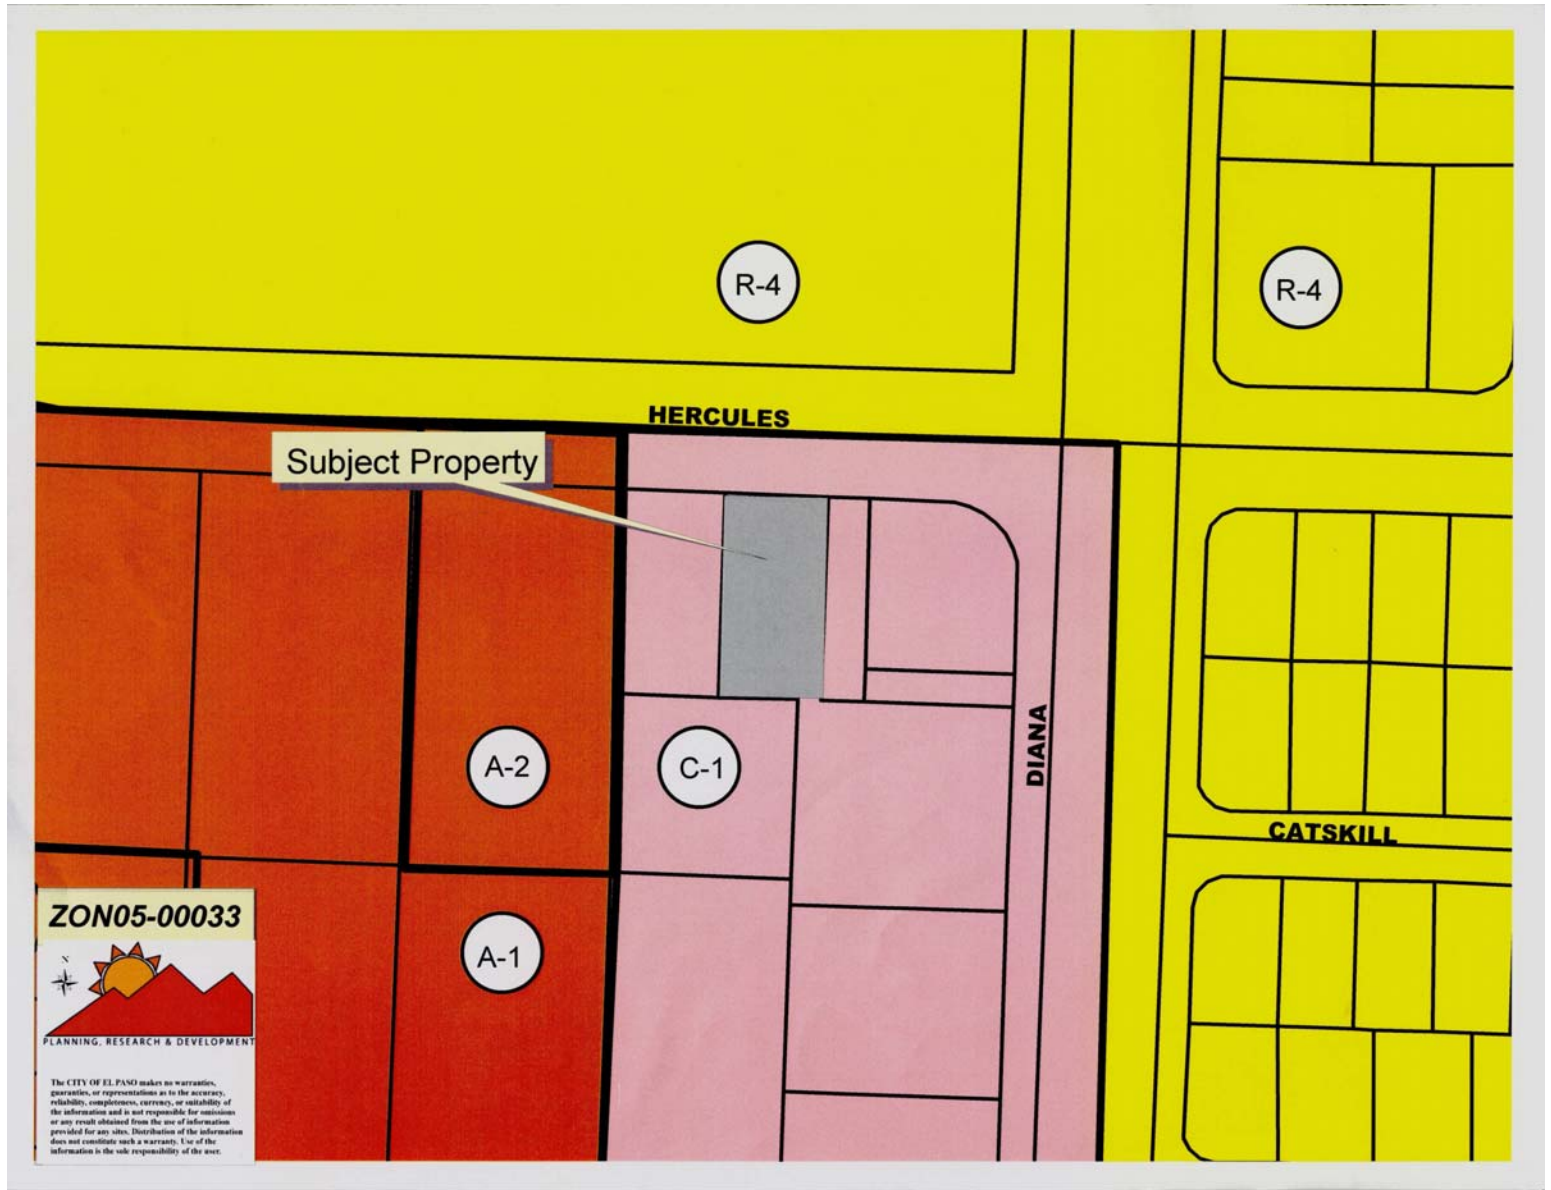 R-4
R-4
HERCULES
Subject Property
A-2
C-1
DIANA
CATSKILL
ZON05-00033
A-1
N
PLANNING, RESEARCH & DEVELOPMENT
The CITY OF EL PASO makes no warranties,
guaranties, or representations as to the accuracy,
reliability, completeness, currency, or suitability of
the information and is not responsible for omissions
or any result obtained from the use of information
provided for any sites. Distribution of the information
does not constitute such a warranty. Use of the
information is the sole responsibility of the user.